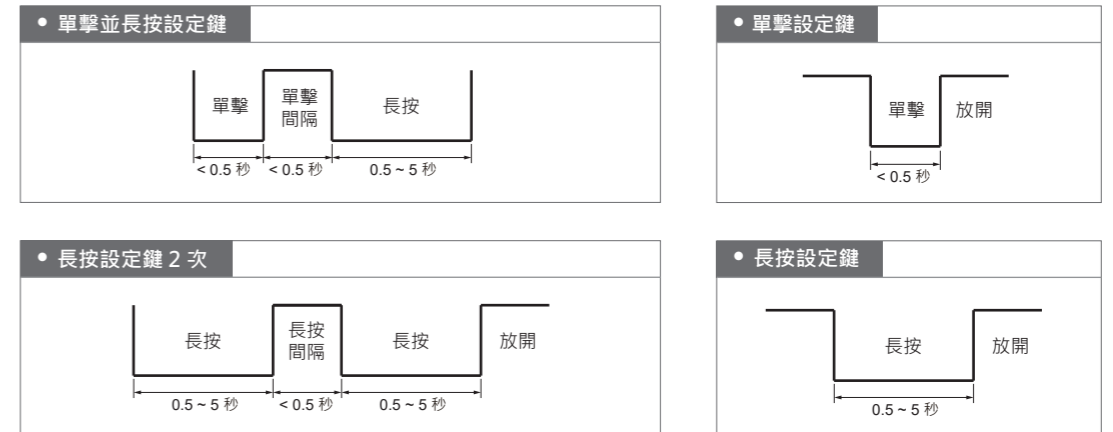 • 單擊並長按設定鍵
單擊
單擊
間隔
長按
< 0.5 秒
< 0.5 秒
0.5 ~ 5 秒
• 單擊設定鍵
單擊
放開
< 0.5 秒
• 長按設定鍵 2 次
長按
長按
間隔
長按
放開
0.5 ~ 5 秒
< 0.5 秒
0.5 ~ 5 秒
• 長按設定鍵
長按
放開
0.5 ~ 5 秒